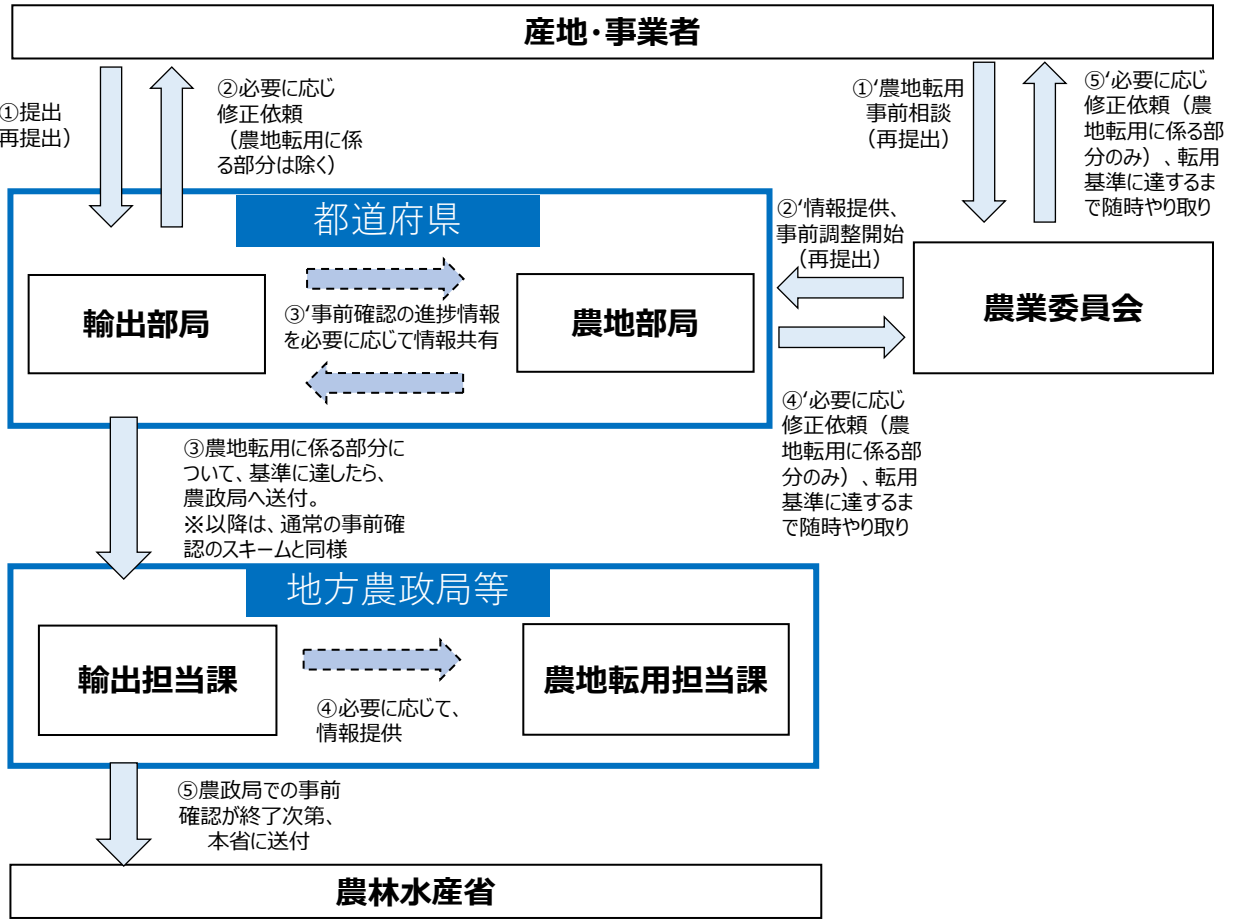 産地・事業者
①提出
再提出）
②必要に応じ
修正依頼
（農地転用に係
る部分は除く）
①‘農地転用
事前相談
（再提出）
⑤‘必要に応じ
修正依頼（農
地転用に係る部
分のみ）、転用
基準に達するま
で随時やり取り
都道府県
輸出部局
③‘事前確認の進捗情報
を必要に応じて情報共有
農地部局
②‘情報提供、
事前調整開始
（再提出）
農業委員会
④‘必要に応じ
修正依頼（農
地転用に係る部
分のみ）、転用
基準に達するま
で随時やり取り
③農地転用に係る部分に
ついて、基準に達したら、
農政局へ送付。
※以降は、通常の事前確
認のスキームと同様
地方農政局等
輸出担当課
④必要に応じて、
情報提供
農地転用担当課
⑤農政局での事前
確認が終了次第、
本省に送付
農林水産省